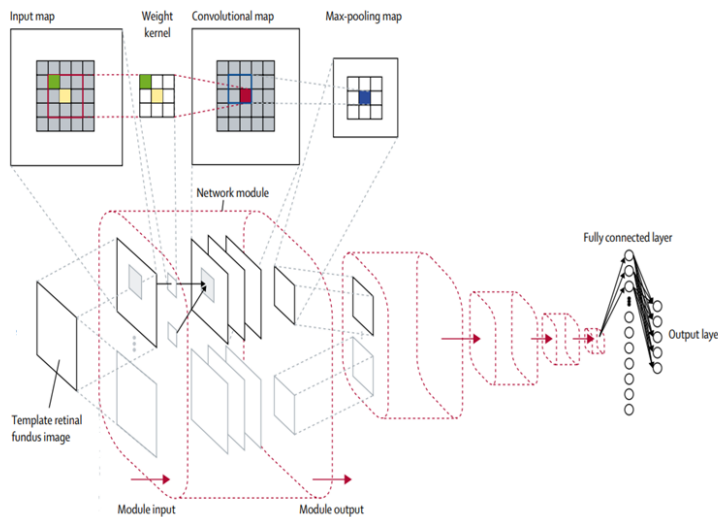 Input map
Weight
kernel
Convolutional map
Max-pooling map
Network module
Fully connected layer
Output laye
Template retinal
fundus image
Module input
Module output